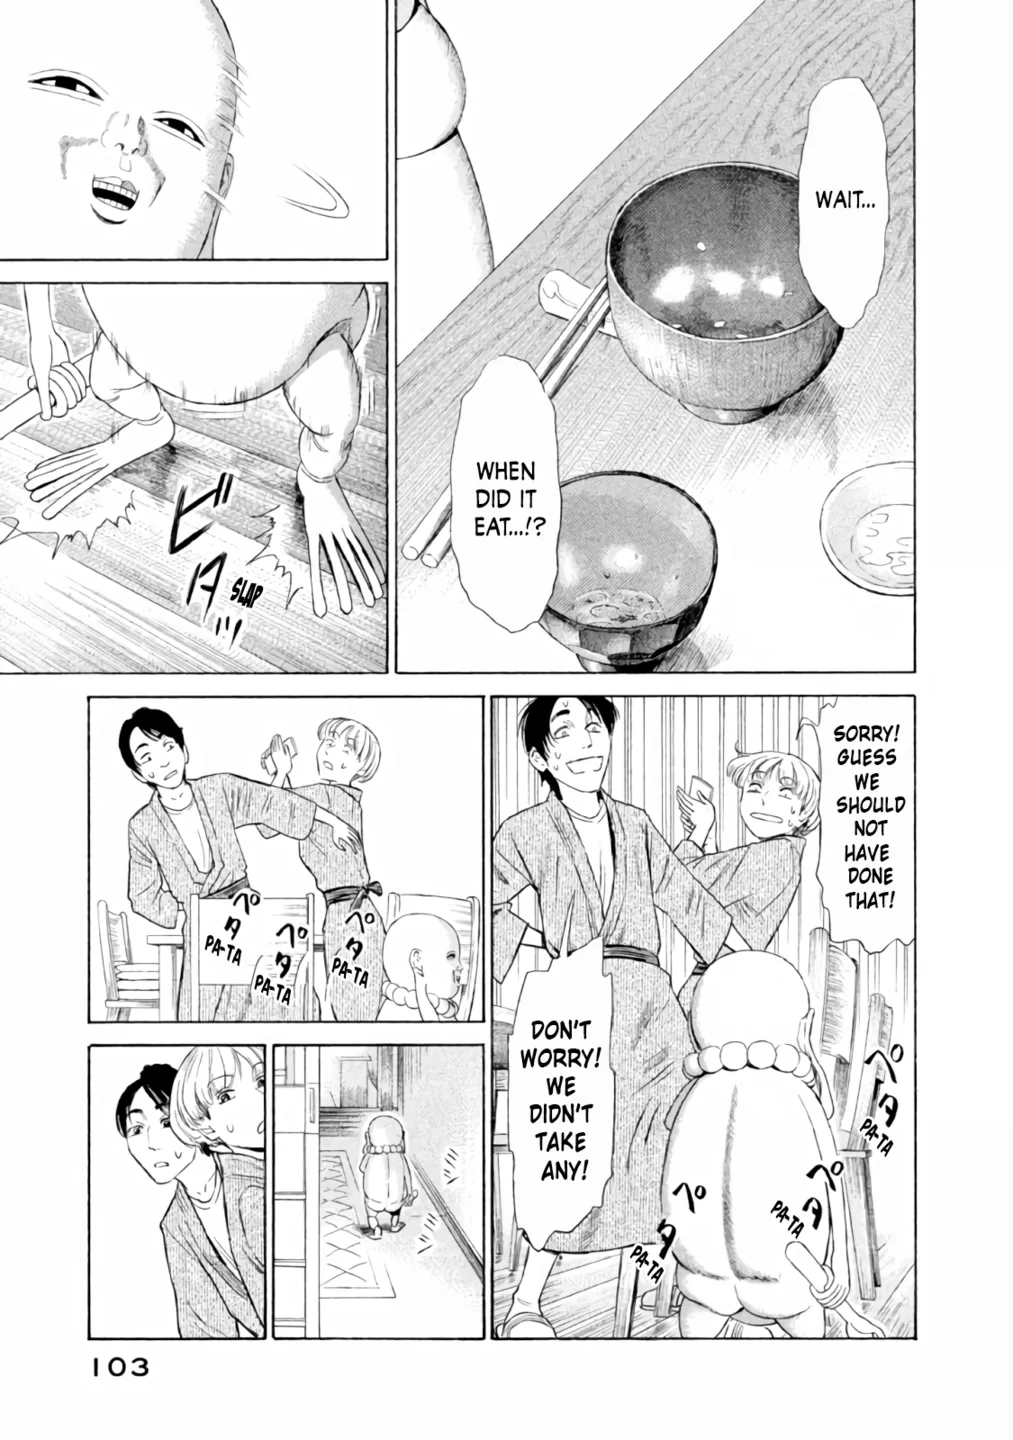 WAIT...
WHEN
DID IT
EAT...!?
ビタッ
SLAP
SORRY!
GUESS
WE
SHOULD
NOT
HAVE
DONE
THAT!
DON'T
WORRY!
WE
DIDN'T
TAKE
ANY!
ペタ
PA-TA
ペタ
PA-TA
ペタ
PA-TA
ペタ
PA-TA
ペタ
PA-TA
ペタ
PA-TA
103